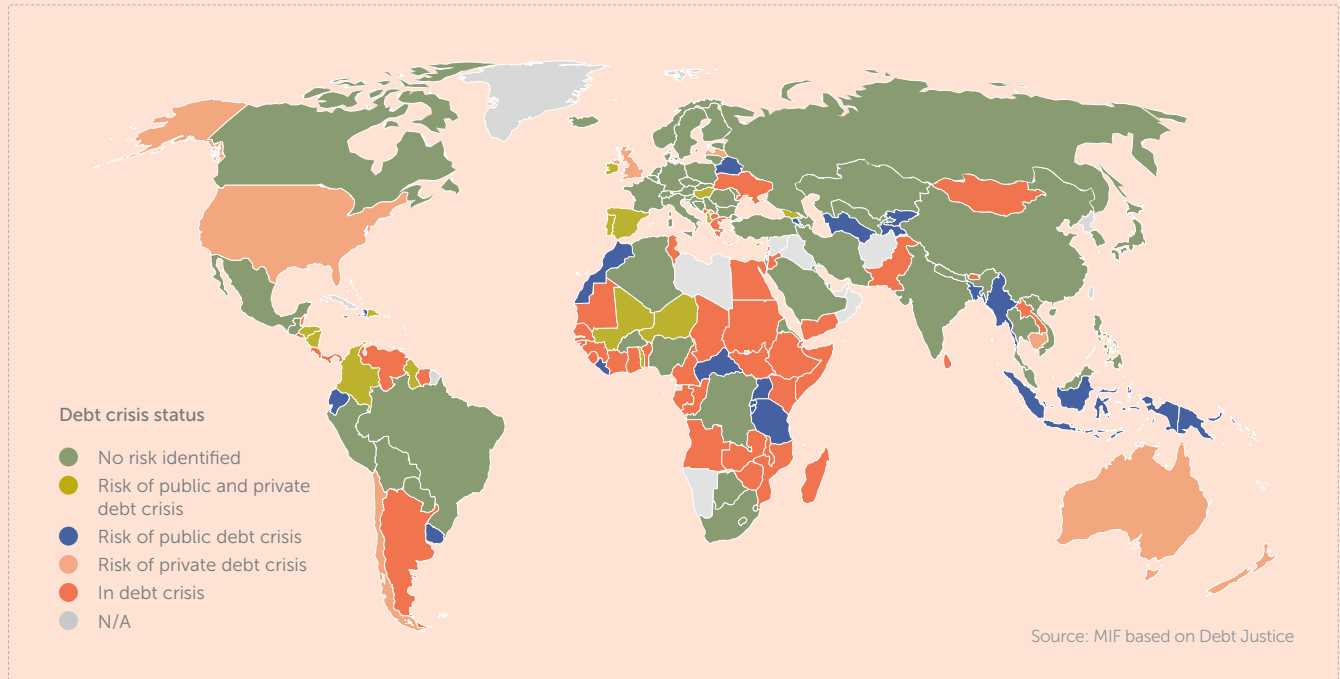 Debt crisis status
No risk identified
Risk of public and private
debt crisis
Risk of public debt crisis
Risk of private debt crisis
In debt crisis
N/A
Source: MIF based on Debt Justice